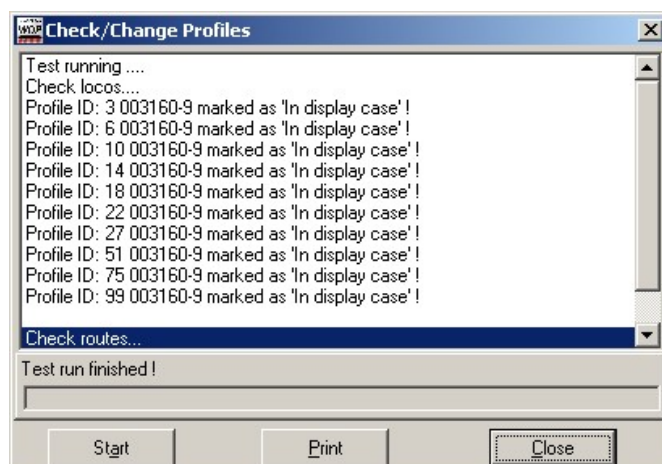 Check/Change Profiles
Test running ....
Check locos....
Profile ID: 3 003160-9 marked as 'In display case' !
Profile ID: 6 003160-9 marked as 'In display case' !
Profile ID: 10 003160-9 marked as 'In display case' !
Profile ID: 14 003160-9 marked as 'In display case' !
Profile ID: 18 003160-9 marked as 'In display case' !
Profile ID: 22 003160-9 marked as 'In display case' !
Profile ID: 27 003160-9 marked as 'In display case' !
Profile ID: 51 003160-9 marked as 'In display case' !
Profile ID: 75 003160-9 marked as 'In display case' !
Profile ID: 99 003160-9 marked as 'In display case' !
Check routes...
Test run finished !
Start Print Close